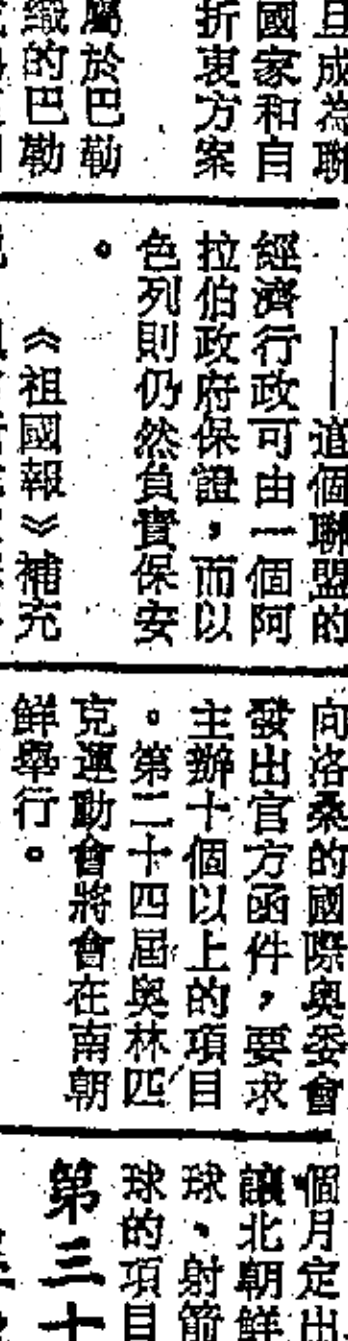 且成為聯
國家和自
折衷方案
屬於巴勒
織的巴勒
——這個聯盟的
經濟行政可由一個阿
拉伯政府保證，而以
色列則仍然負責保安
。
《祖國報》補充
向洛桑的國際奧委會
發出官方函件，要求
主辦十個以上的項目
。第二十四屆奧林匹
克運動會將會在南朝
鮮舉行。
個月定出
讓北朝鮮
球、射箭
球的項目
第三十